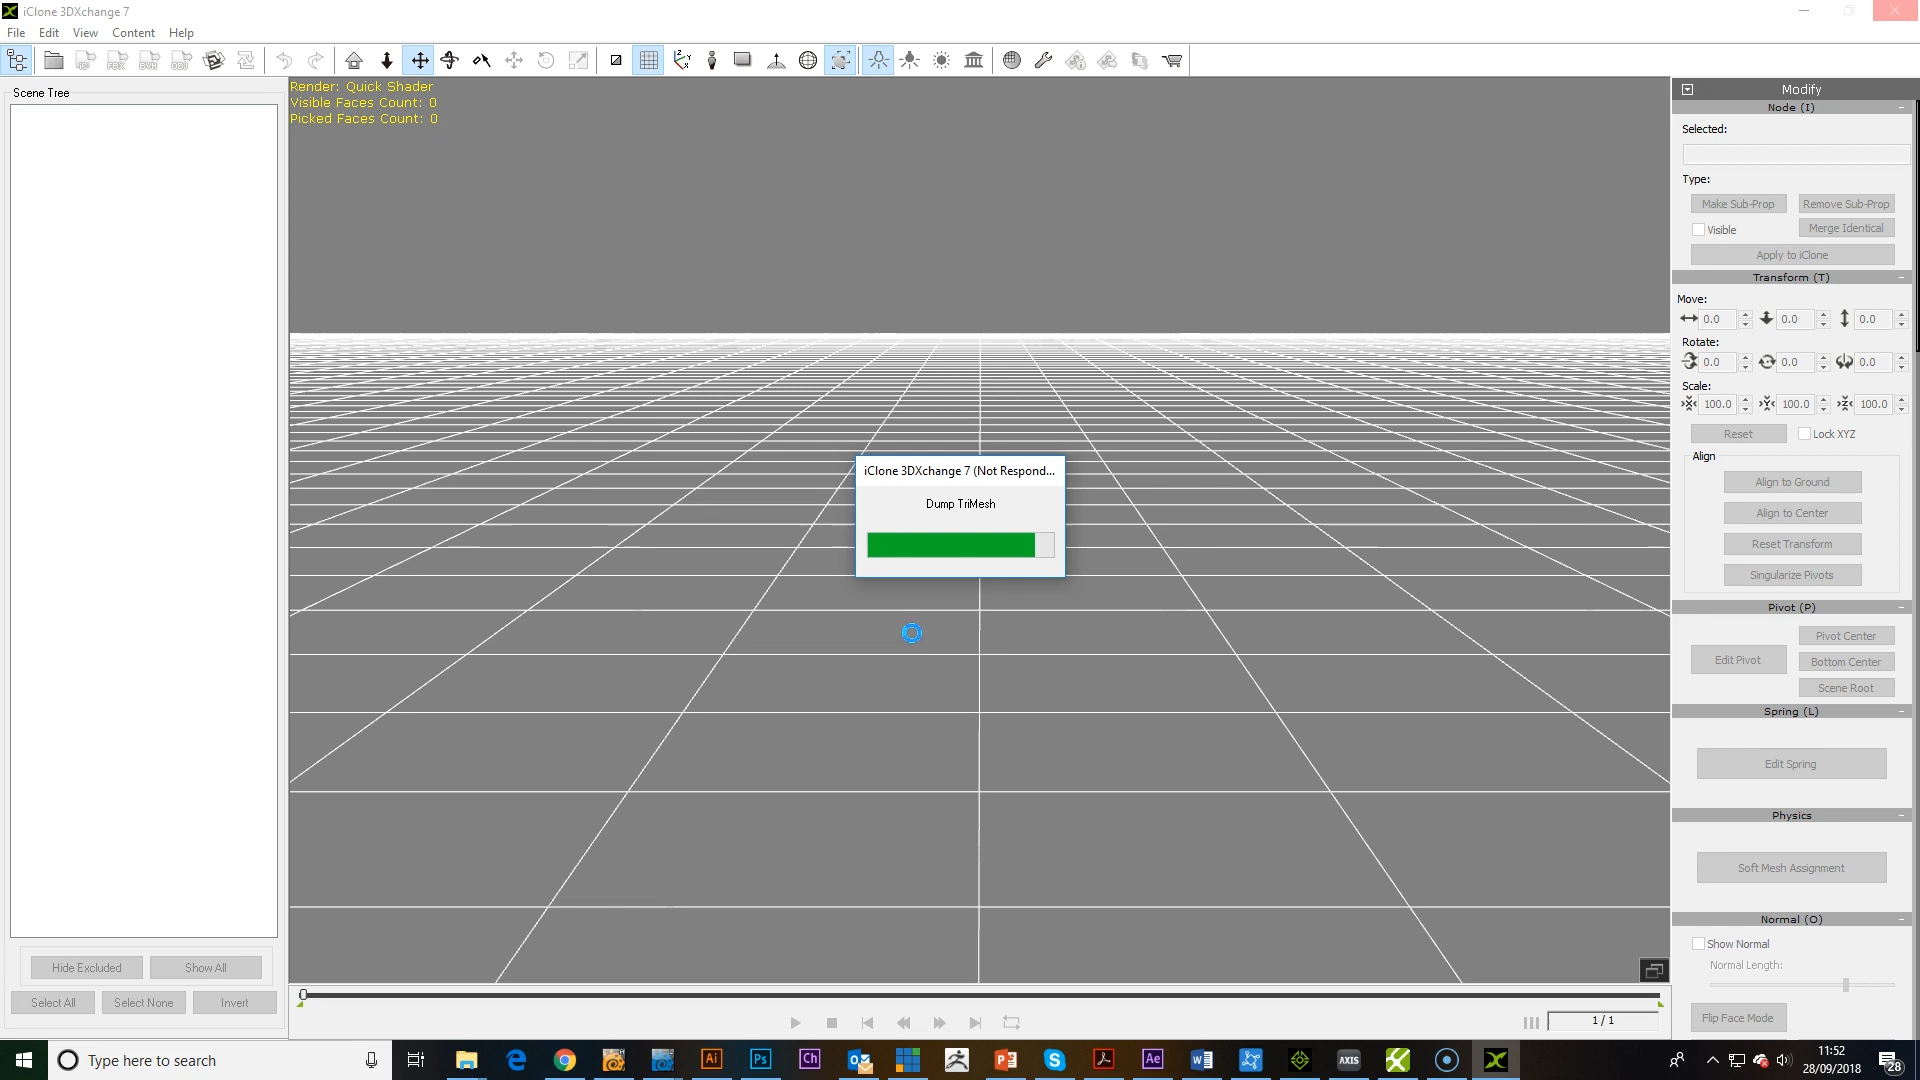 iClone 3DXchange 7
File Edit View Content Help
Scene Tree
Render: Quick Shader
Visible Faces Count: 0
Picked Faces Count: 0
iClone 3DXchange 7 (Not Respond...
Dump TriMesh
Hide Excluded Show All
Select All Select None Invert
1 / 1
Modify
Node (I)
Selected:
Type:
Make Sub-Prop Remove Sub-Prop
Visible Merge Identical
Apply to iClone
Transform (T)
Move:
0.0 0.0 0.0
Rotate:
0.0 0.0 0.0
Scale:
100.0 100.0 100.0
Reset Lock XYZ
Align
Align to Ground
Align to Center
Reset Transform
Singularize Pivots
Pivot (P)
Pivot Center
Edit Pivot
Bottom Center
Scene Root
Spring (L)
Edit Spring
Physics
Soft Mesh Assignment
Normal (O)
Show Normal
Normal Length:
Flip Face Mode
Type here to search
Ai Ps Ch Ae AXIS
11:52
28/09/2018
28